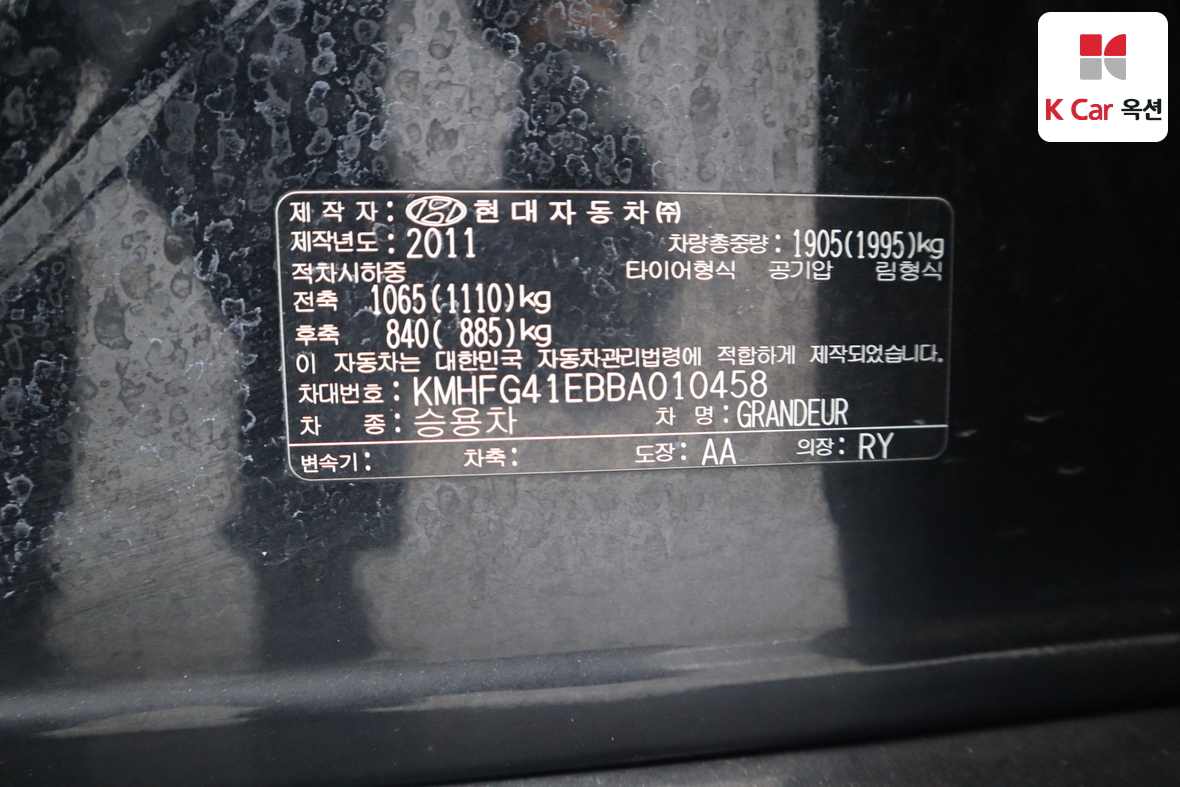 K Car 옥션
제 작 자 : 현 대 자 동 차 ㈜
제작년도 : 2011 차량총중량 : 1905(1995)kg
적차시하중 타이어형식 공기압 림형식
전축 1065(1110)kg
후축 840( 885)kg
이 자동차는 대한민국 자동차관리법령에 적합하게 제작되었습니다.
차대번호 : KMHFG41EBBA010458
차 종 : 승용차 차 명 : GRANDEUR
변속기 : 차축 : 도장 : AA 의장 : RY